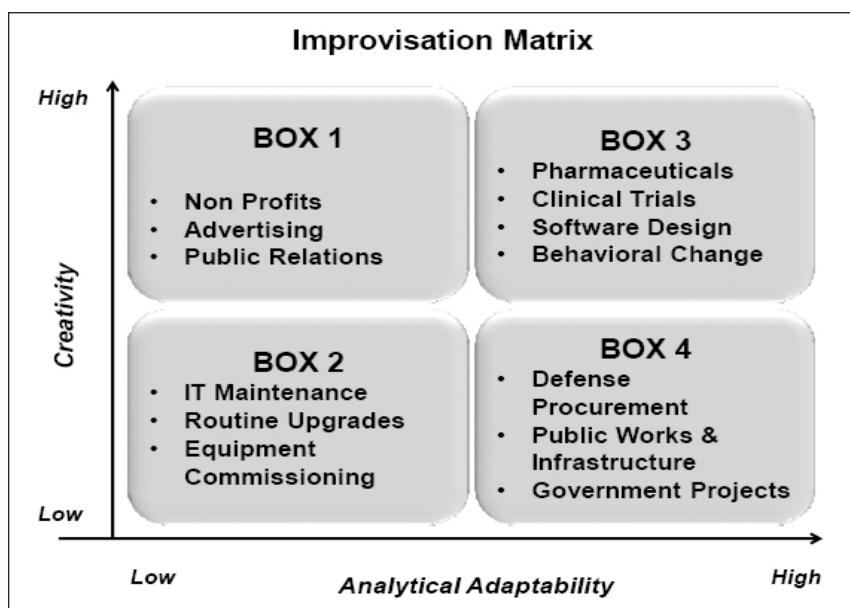 Improvisation Matrix
High
Creativity
Low
BOX 1
• Non Profits
• Advertising
• Public Relations
BOX 3
• Pharmaceuticals
• Clinical Trials
• Software Design
• Behavioral Change
BOX 2
• IT Maintenance
• Routine Upgrades
• Equipment
Commissioning
BOX 4
• Defense
Procurement
• Public Works &
Infrastructure
• Government Projects
Low
Analytical Adaptability
High